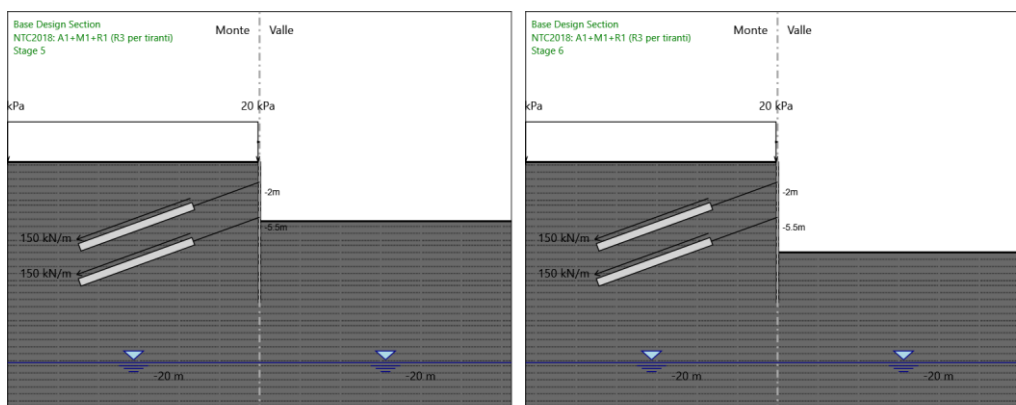 Base Design Section
NTC2018: A1+M1+R1 (R3 per tiranti)
Stage 5
Monte
Valle
kPa
20 kPa
-2m
-5.5m
150 kN/m
150 kN/m
-20 m
-20 m
Base Design Section
NTC2018: A1+M1+R1 (R3 per tiranti)
Stage 6
Monte
Valle
kPa
20 kPa
-2m
-5.5m
150 kN/m
150 kN/m
-20 m
-20 m